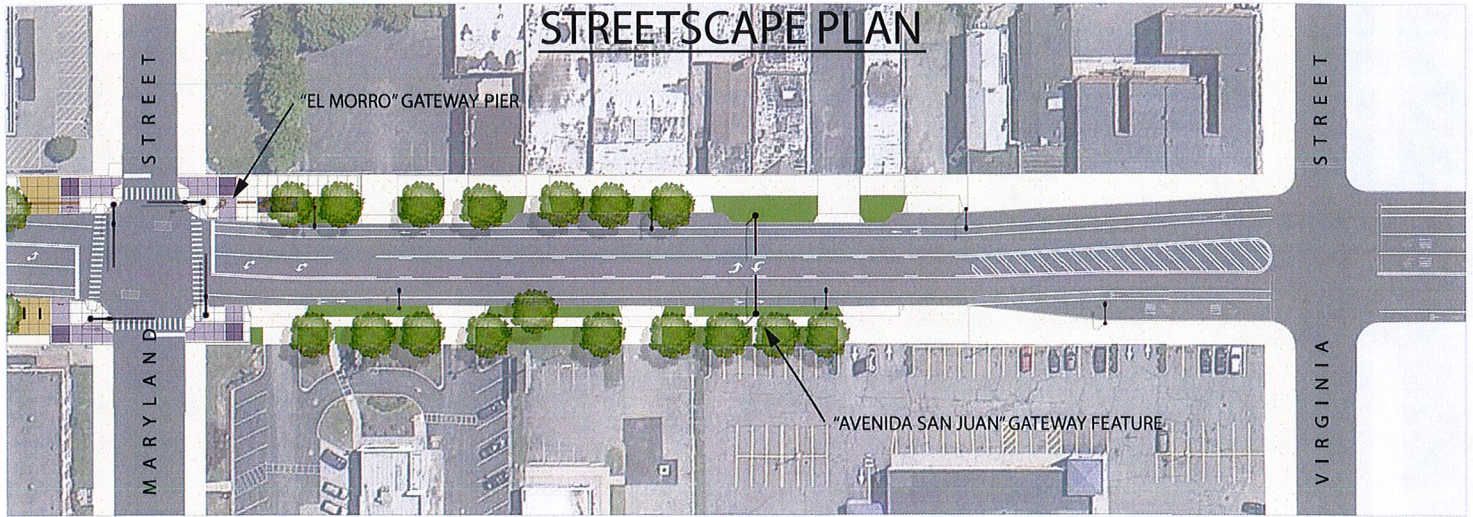 STREETSCAPE PLAN
"EL MORRO" GATEWAY PIER
MARYLAND STREET
VIRGINIA STREET
"AVENIDA SAN JUAN" GATEWAY FEATURE